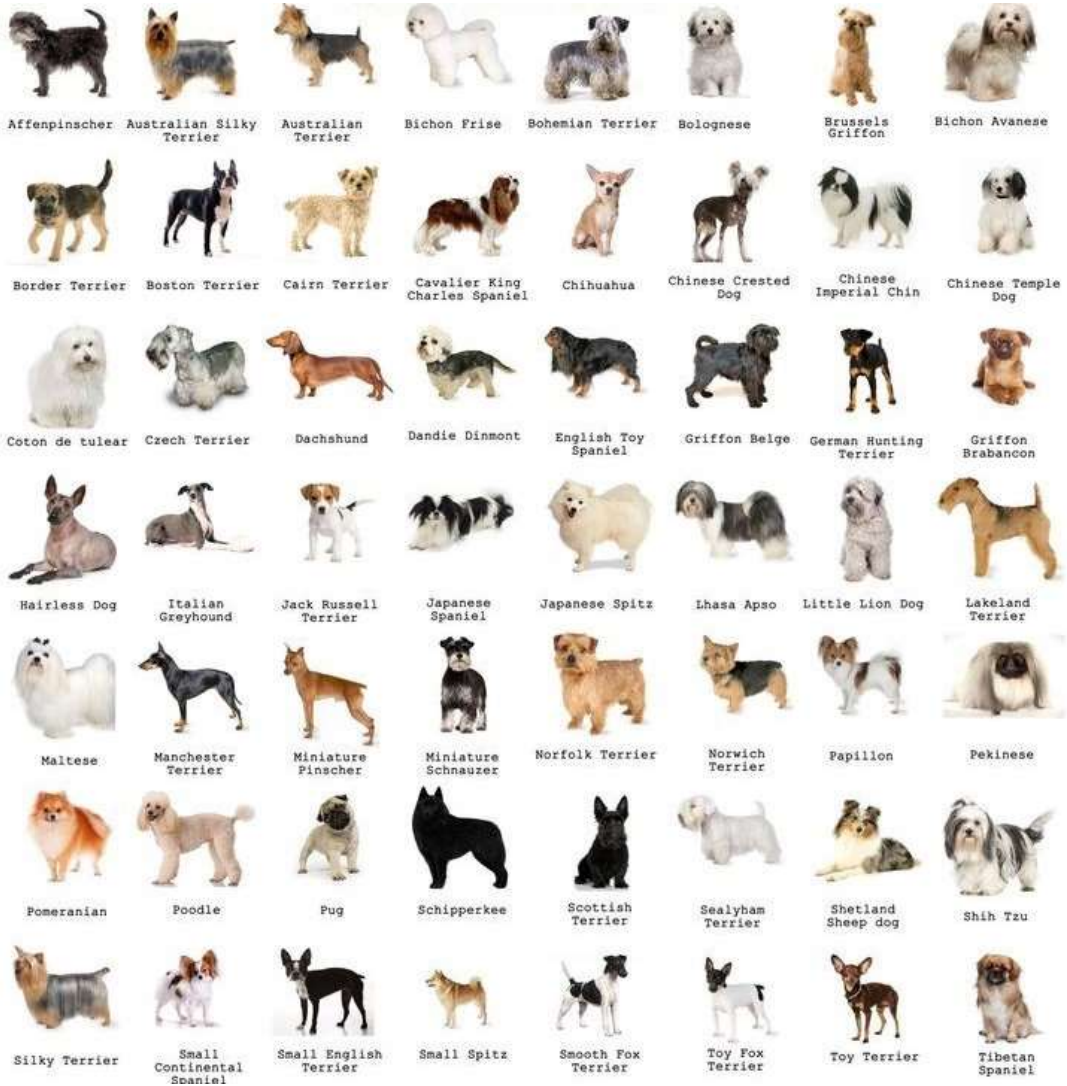 Affenpinscher
Australian Silky
Terrier
Australian
Terrier
Bichon Frise
Bohemian Terrier
Bolognese
Brussels
Griffon
Bichon Avanese
Border Terrier
Boston Terrier
Cairn Terrier
Cavalier King
Charles Spaniel
Chihuahua
Chinese Crested
Dog
Chinese
Imperial Chin
Chinese Temple
Dog
Coton de tulear
Czech Terrier
Dachshund
Dandie Dinmont
English Toy
Spaniel
Griffon Belge
German Hunting
Terrier
Griffon
Brabancon
Hairless Dog
Italian
Greyhound
Jack Russell
Terrier
Japanese
Spaniel
Japanese Spitz
Lhasa Apso
Little Lion Dog
Lakeland
Terrier
Maltese
Manchester
Terrier
Miniature
Pinscher
Miniature
Schnauzer
Norfolk Terrier
Norwich
Terrier
Papillon
Pekinese
Pomeranian
Poodle
Pug
Schipperkee
Scottish
Terrier
Sealyham
Terrier
Shetland
Sheep dog
Shih Tzu
Silky Terrier
Small
Continental
Spaniel
Small English
Terrier
Small Spitz
Smooth Fox
Terrier
Toy Fox
Terrier
Toy Terrier
Tibetan
Spaniel